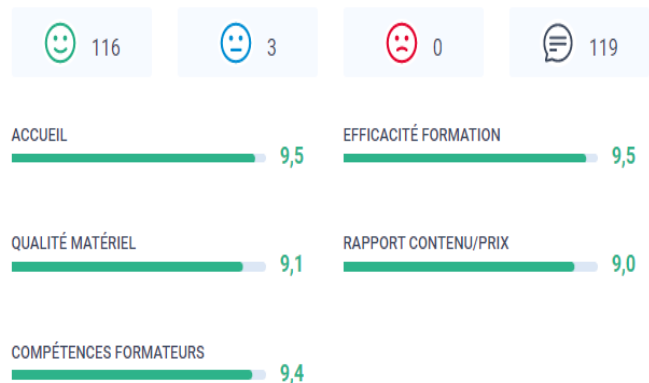 116 3 0 119
ACCUEIL
9,5
EFFICACITÉ FORMATION
9,5
QUALITÉ MATÉRIEL
9,1
RAPPORT CONTENU/PRIX
9,0
COMPÉTENCES FORMATEURS
9,4